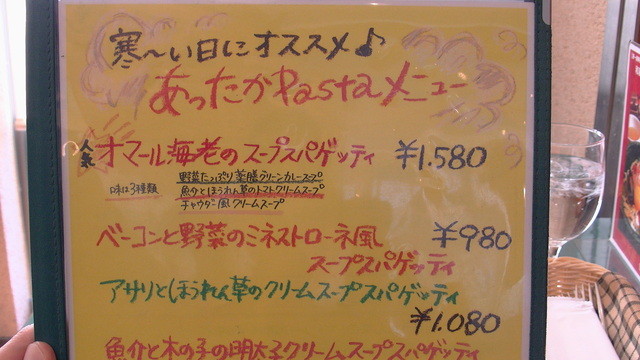 寒〜い日にオススメ♪
あったかPastaメニュー
人気 オマール海老のスープスパゲッティ ¥1.580
味は3種類
野菜たっぷり薬膳グリーンカレースープ
魚介とほうれん草のトマトクリームスープ
チャウダー風クリームスープ
ベーコンと野菜のミネストローネ風 ¥980
スープスパゲッティ
アサリとほうれん草のクリームスープスパゲッティ
¥1.080
魚介と木の子の明太子クリームスープスパゲッティ